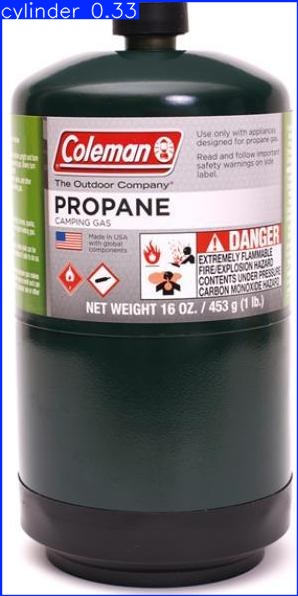 cylinder 0.33
Coleman
The Outdoor Company
PROPANE
CAMPING GAS
Made in USA
with global
components
Use only with appliances
designed for propane gas.
Read and follow important
safety warnings on side
label.
DANGER
EXTREMELY FLAMMABLE
FIRE/EXPLOSION HAZARD
CONTENTS UNDER PRESSURE
CARBON MONOXIDE HAZARD
NET WEIGHT 16 OZ. / 453 g (1 lb.)